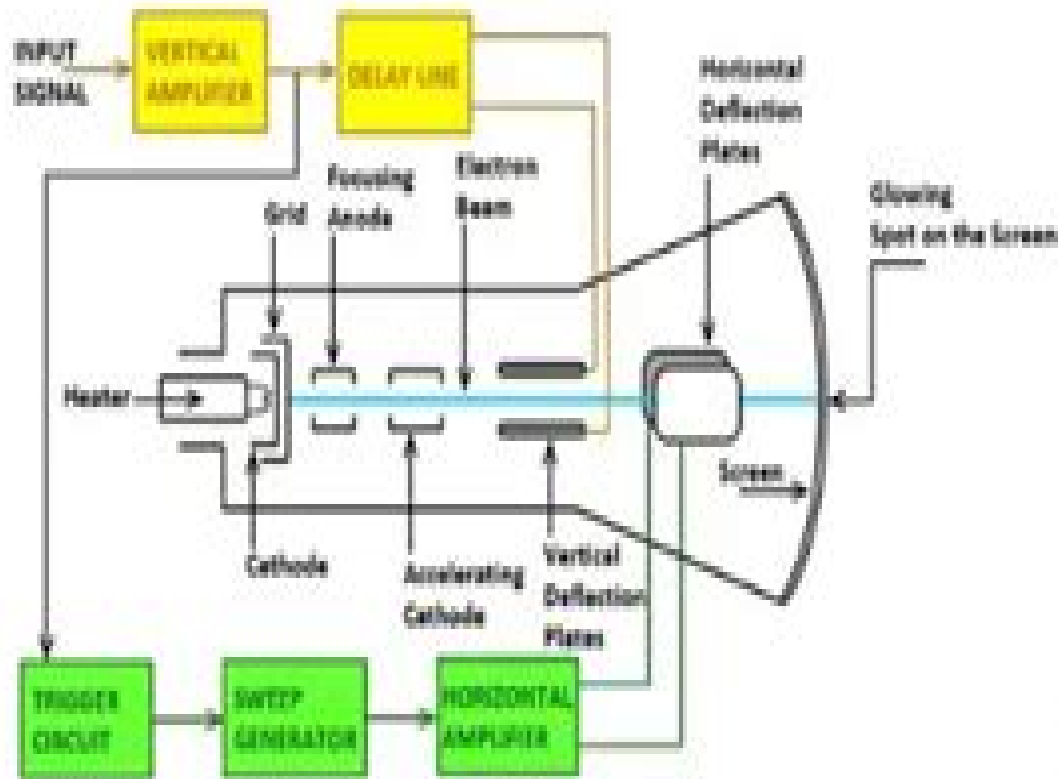 INPUT
SIGNAL
VERTICAL
AMPLIFIER
DELAY LINE
Horizontal
Deflection
Plates
Grid
Focusing
Anode
Electron
Beam
Glowing
Spot on the Screen
Heater
Screen
Cathode
Accelerating
Cathode
Vertical
Deflection
Plates
TRIGGER
CIRCUIT
SWEEP
GENERATOR
HORIZONTAL
AMPLIFIER